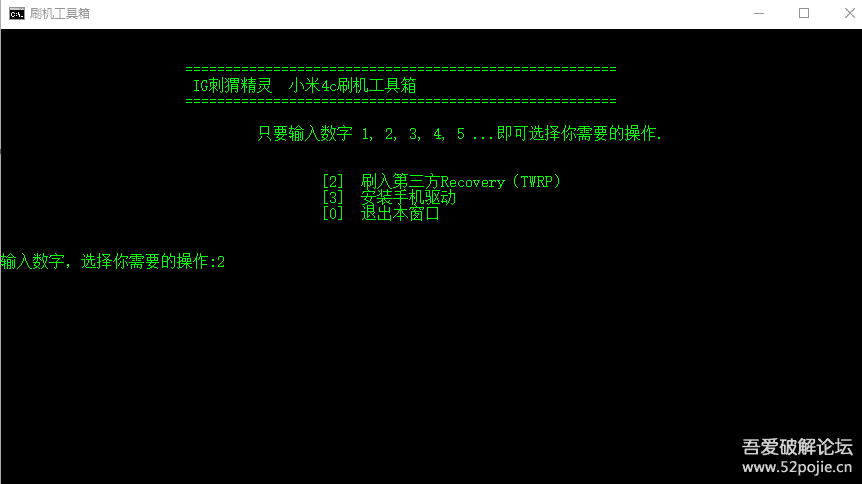 刷机工具箱
======================================================
IG刺猬精灵  小米4c刷机工具箱
======================================================
只要输入数字 1, 2, 3, 4, 5 ...即可选择你需要的操作.
[2]  刷入第三方Recovery（TWRP）
[3]  安装手机驱动
[0]  退出本窗口
输入数字，选择你需要的操作:2
吾爱破解论坛
www.52pojie.cn